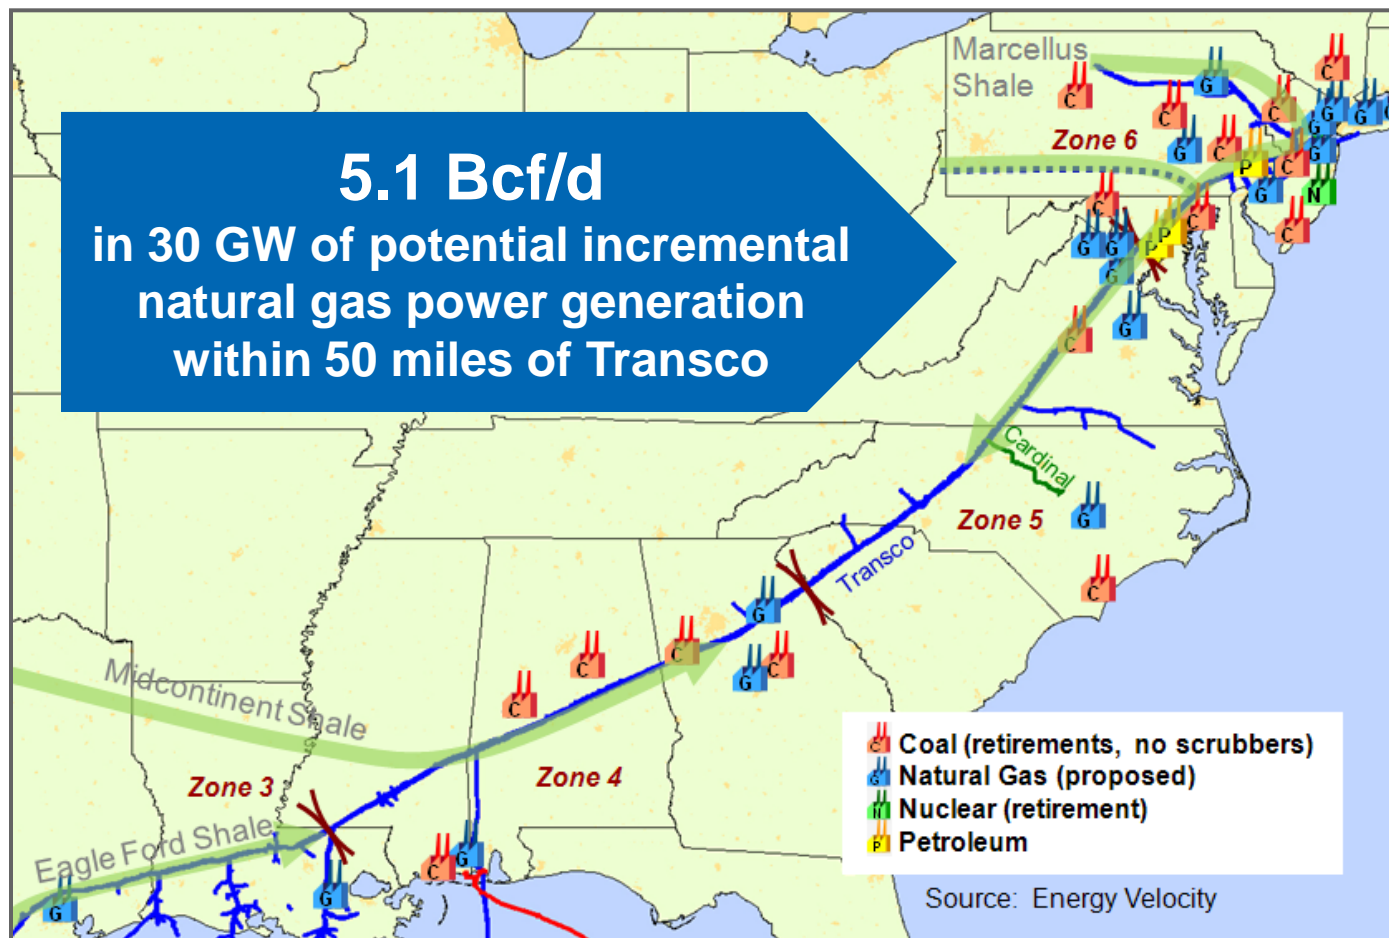 Marcellus
Shale
Zone 6
5.1 Bcf/d
in 30 GW of potential incremental
natural gas power generation
within 50 miles of Transco
Cardinal
Zone 5
Transco
Midcontinent Shale
Zone 3
Zone 4
Eagle Ford Shale
C Coal (retirements, no scrubbers)
G Natural Gas (proposed)
N Nuclear (retirement)
P Petroleum
Source: Energy Velocity
C
G
C
C
C
G
G
G
G
C
G
C
P
C
G
G
N
C
C
C
G
G
P
P
G
C
G
G
C
G
C
C
C
G
C
C
G
G
G